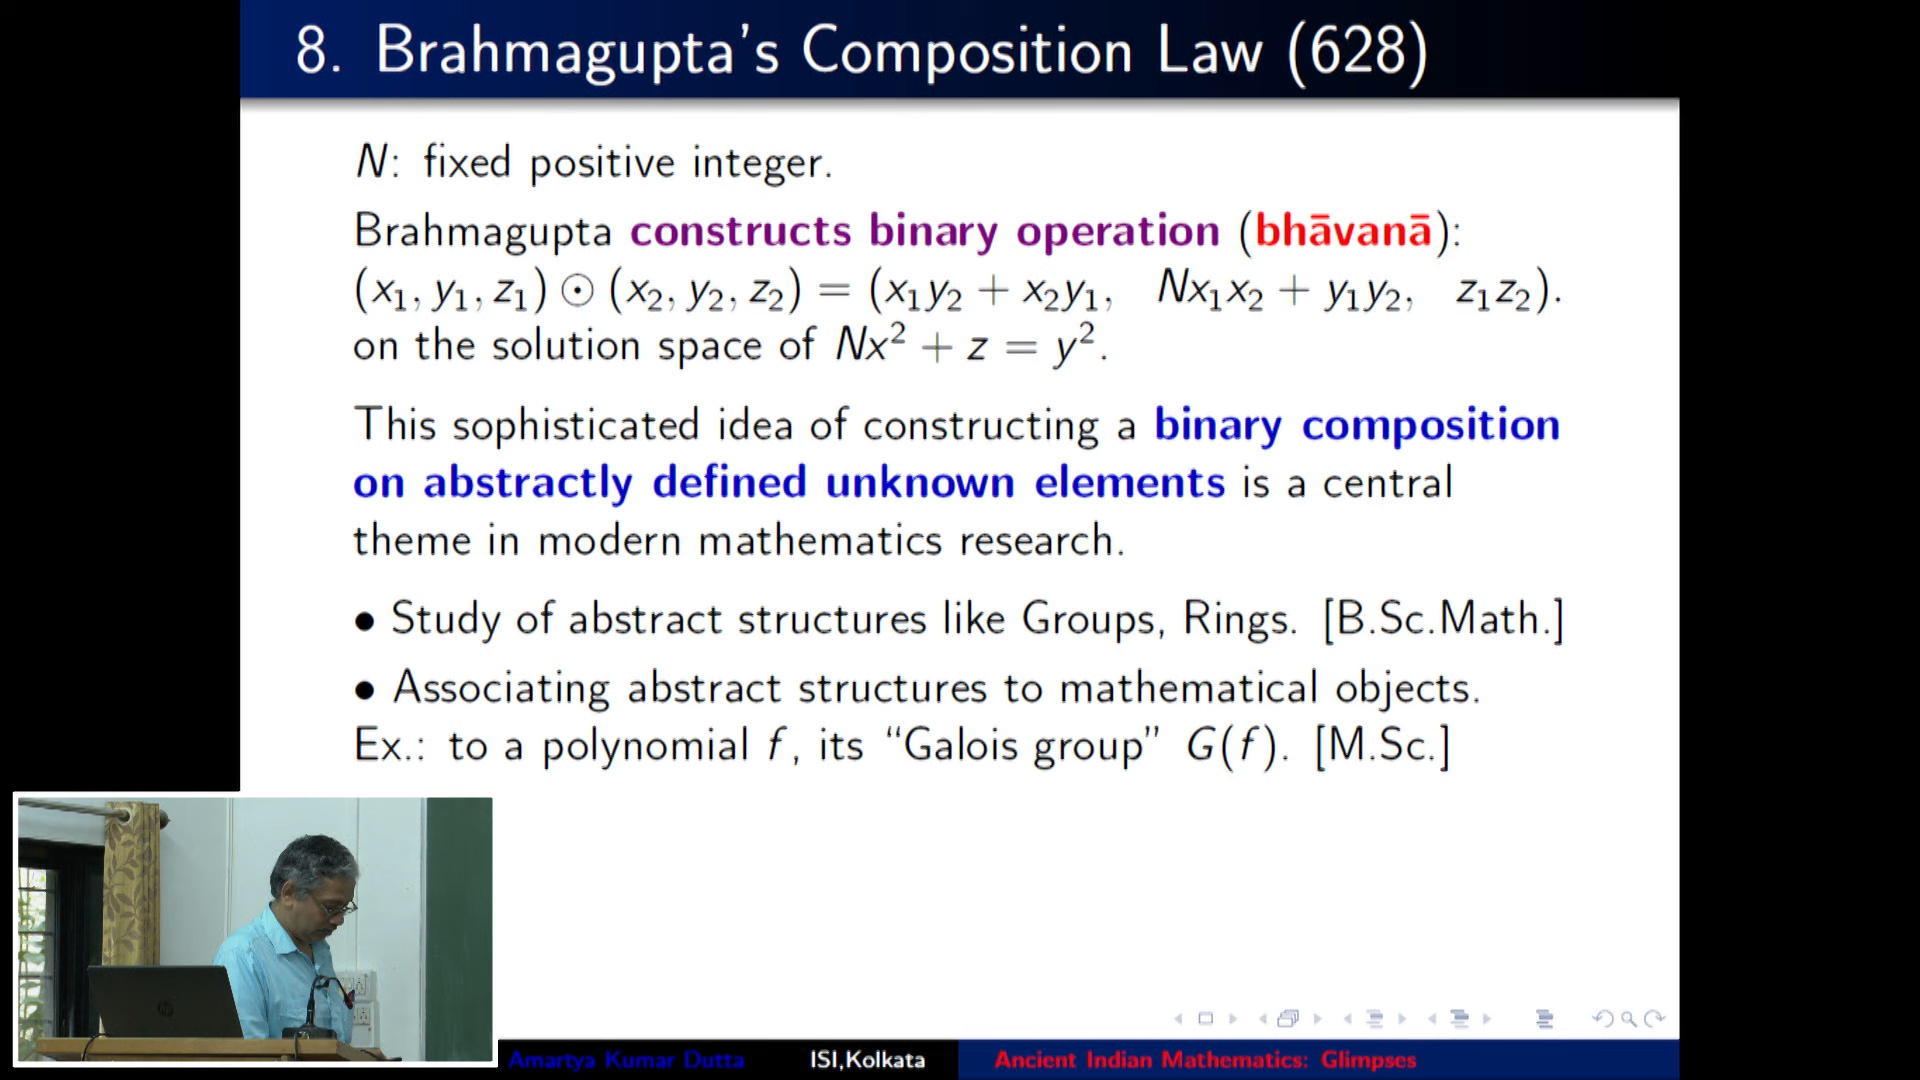 8. Brahmagupta's Composition Law (628)
N: fixed positive integer.
Brahmagupta constructs binary operation (bhāvanā):
(x₁, y₁, z₁) ⊙ (x₂, y₂, z₂) = (x₁y₂ + x₂y₁, Nx₁x₂ + y₁y₂, z₁z₂).
on the solution space of Nx² + z = y².
This sophisticated idea of constructing a binary composition
on abstractly defined unknown elements is a central
theme in modern mathematics research.
• Study of abstract structures like Groups, Rings. [B.Sc.Math.]
• Associating abstract structures to mathematical objects.
Ex.: to a polynomial f, its “Galois group” G(f). [M.Sc.]
Amartya Kumar Dutta ISI,Kolkata Ancient Indian Mathematics: Glimpses